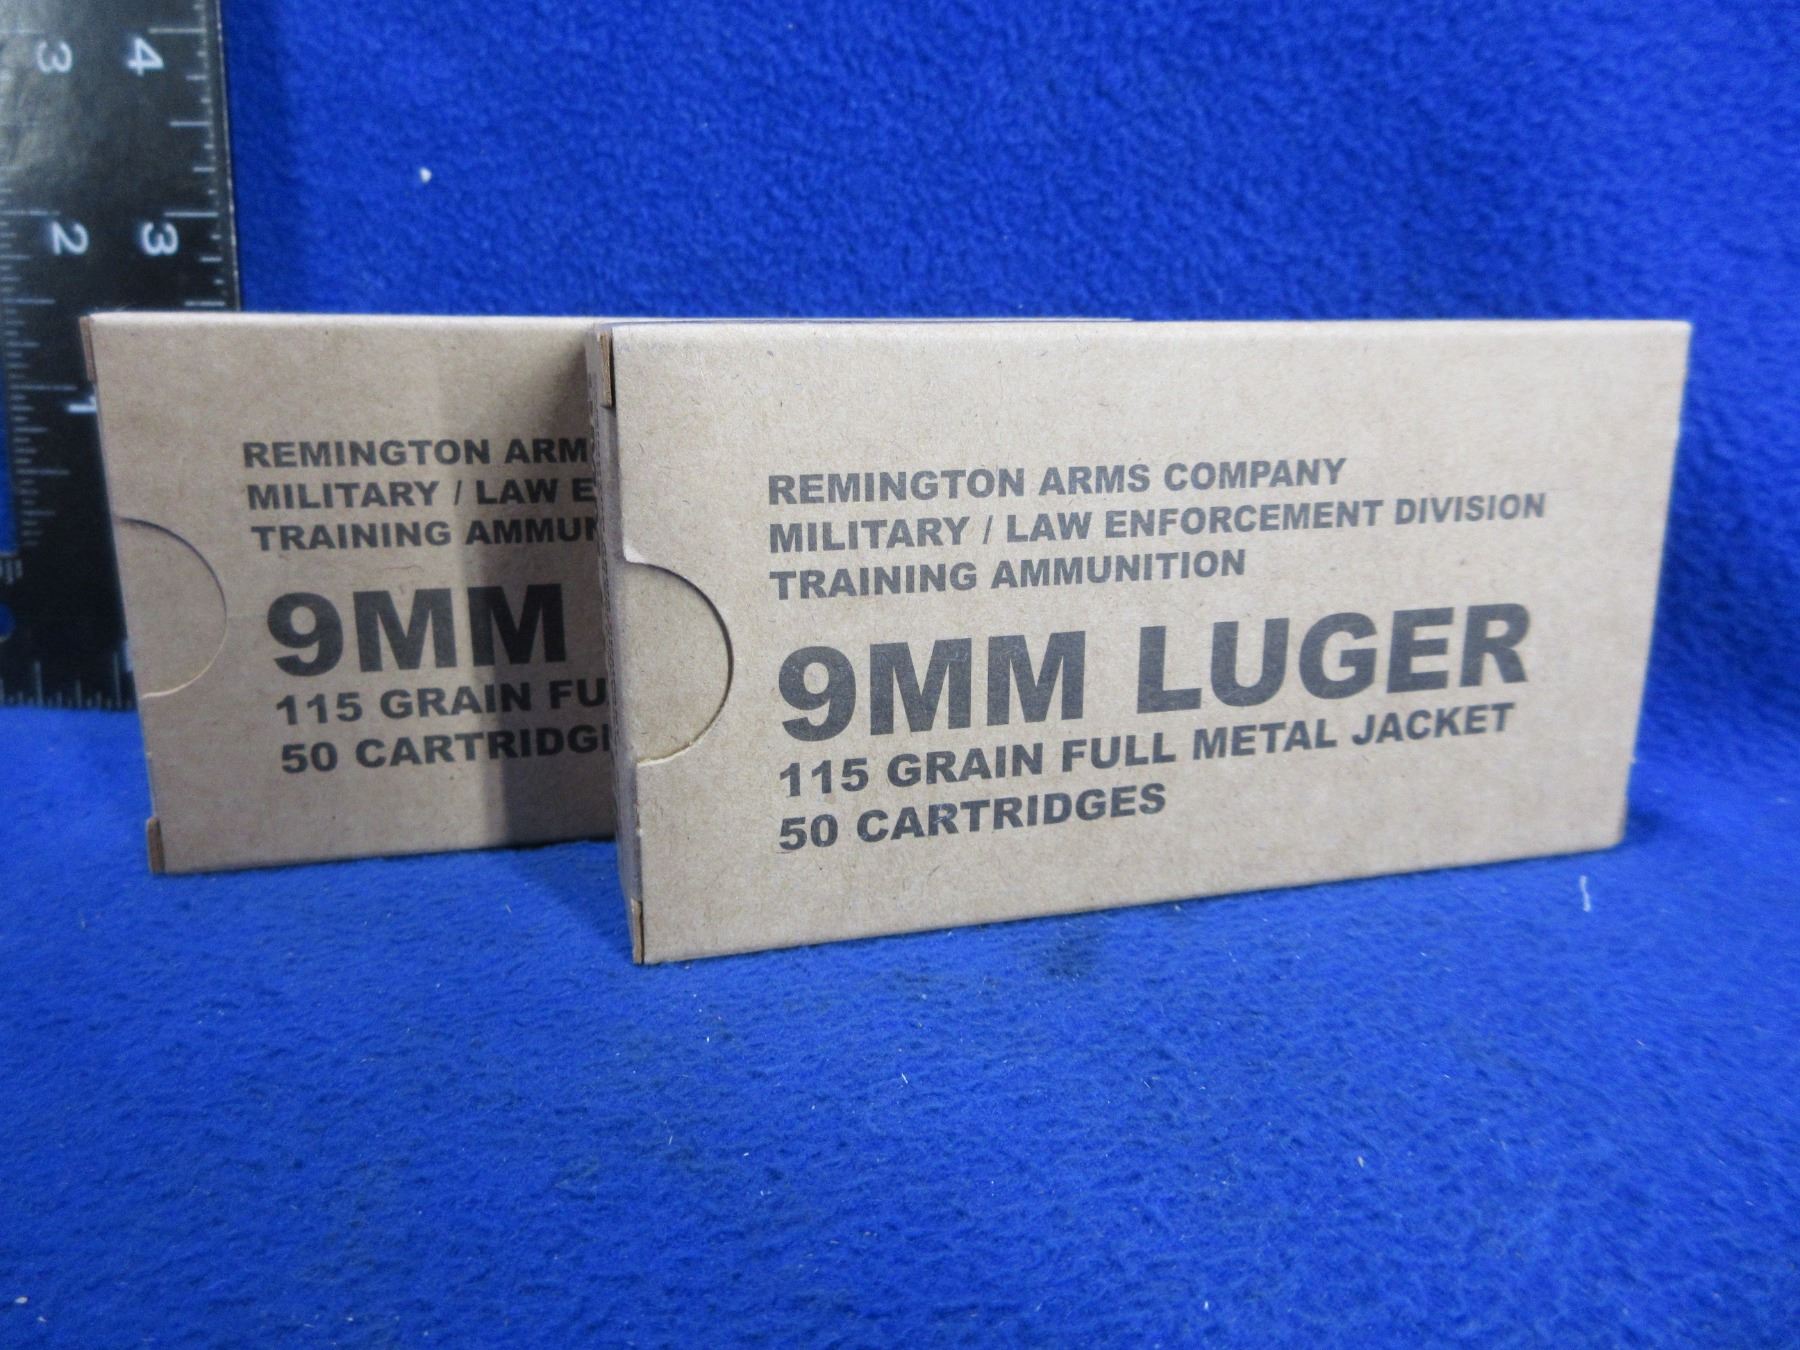 3 4
2 3
1
REMINGTON ARM
MILITARY / LAW E
TRAINING AMMUN
9MM
115 GRAIN FU
50 CARTRIDG
REMINGTON ARMS COMPANY
MILITARY / LAW ENFORCEMENT DIVISION
TRAINING AMMUNITION
9MM LUGER
115 GRAIN FULL METAL JACKET
50 CARTRIDGES